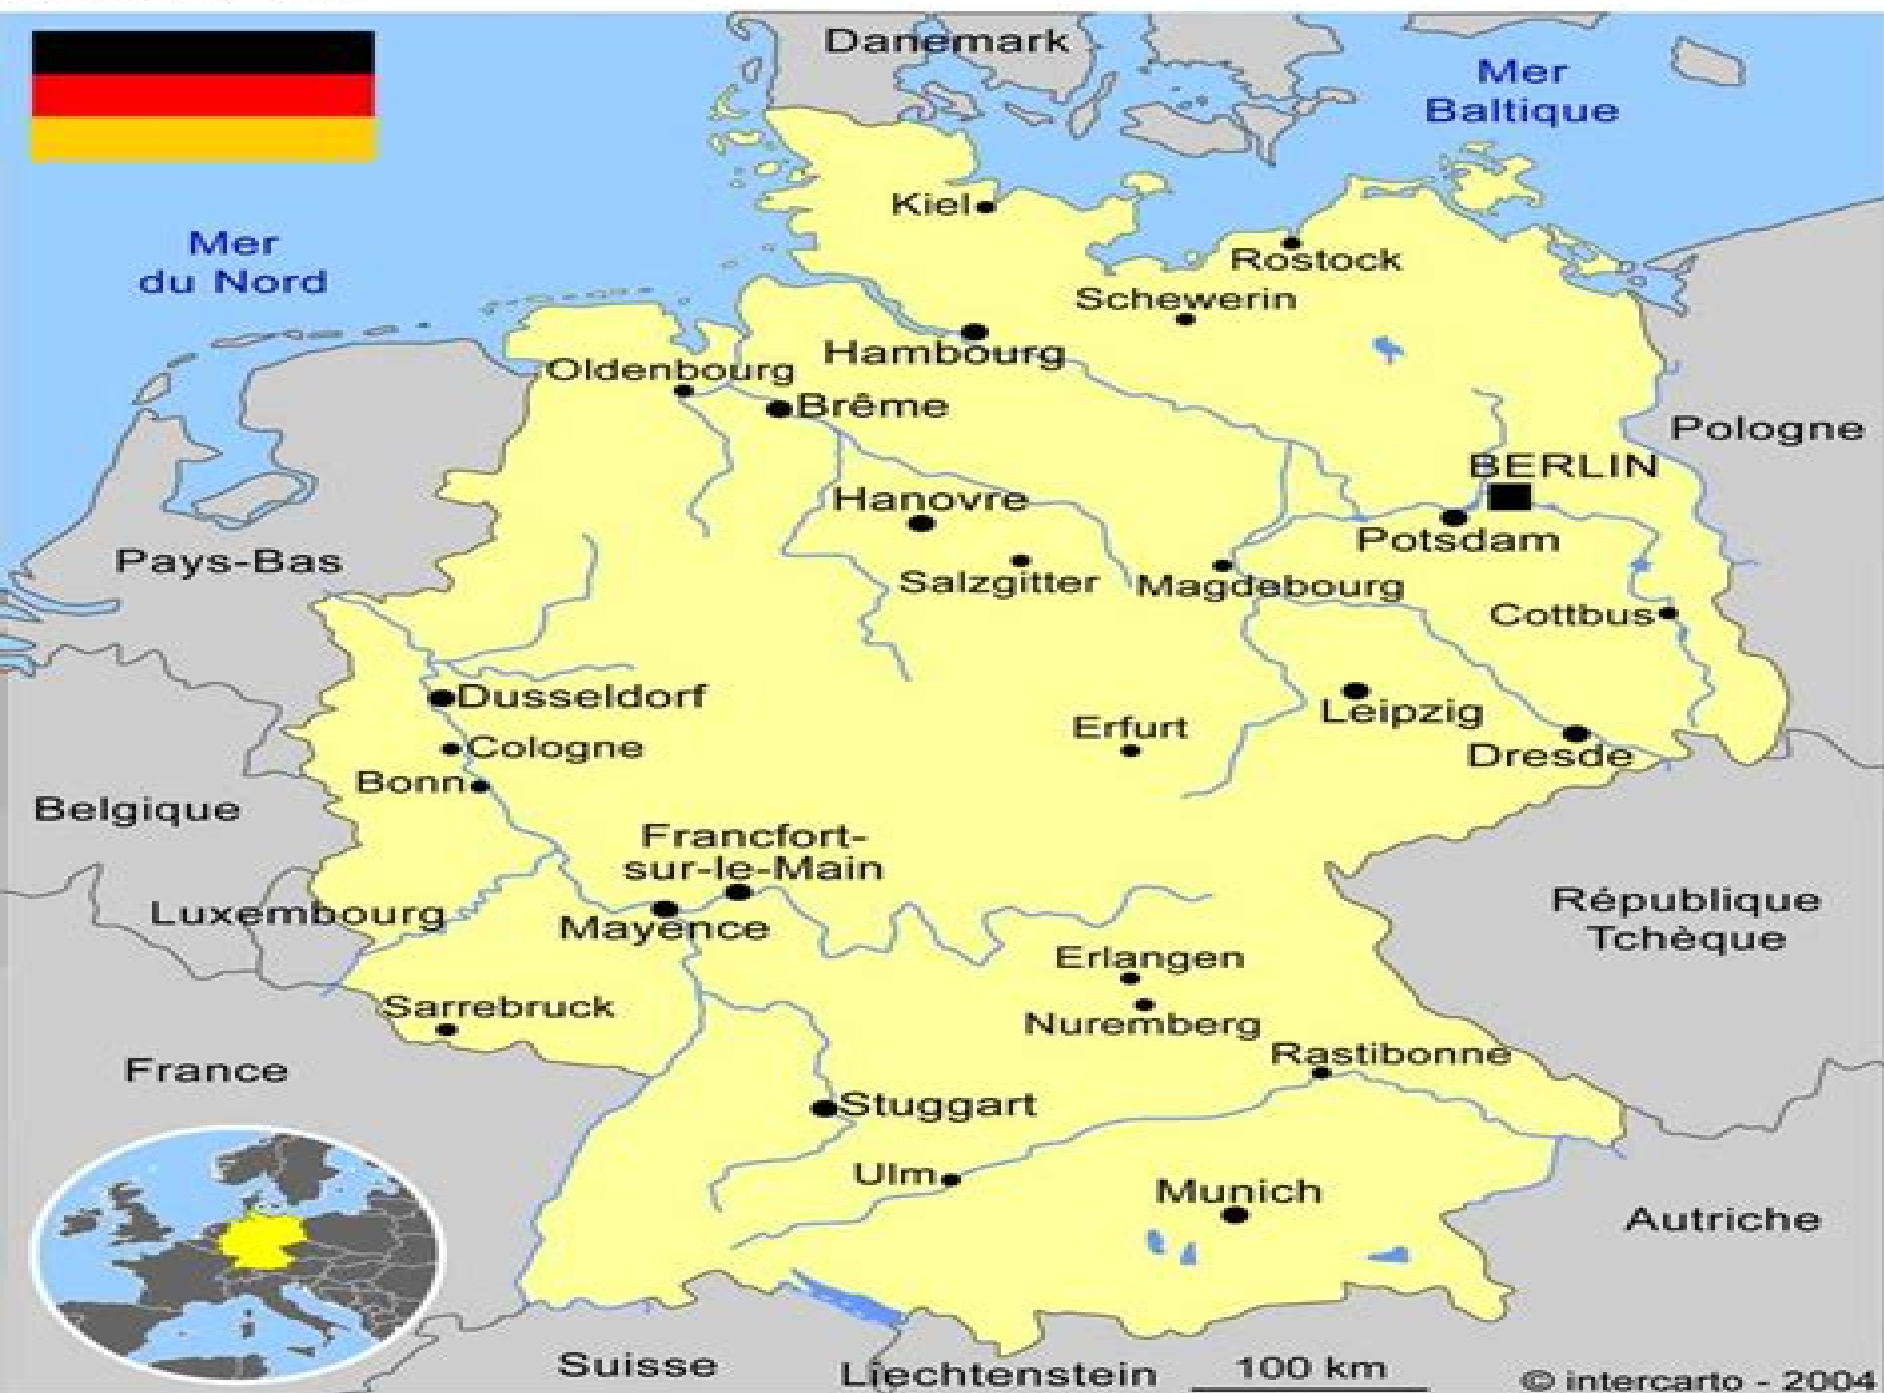 Danemark
Mer
Baltique
Kiel
Mer
du Nord
Rostock
Schewerin
Hambourg
Oldenbourg
Brême
Pologne
BERLIN
Hanovre
Potsdam
Pays-Bas
Salzgitter
Magdebourg
Cottbus
Dusseldorf
Leipzig
Erfurt
Cologne
Dresde
Bonn
Belgique
Francfort-
sur-le-Main
Luxembourg
Mayence
République
Tchèque
Erlangen
Sarrebruck
Nuremberg
Rastibonne
France
Stuggart
Ulm
Munich
Autriche
Suisse
Liechtenstein
100 km
© intercarto - 2004